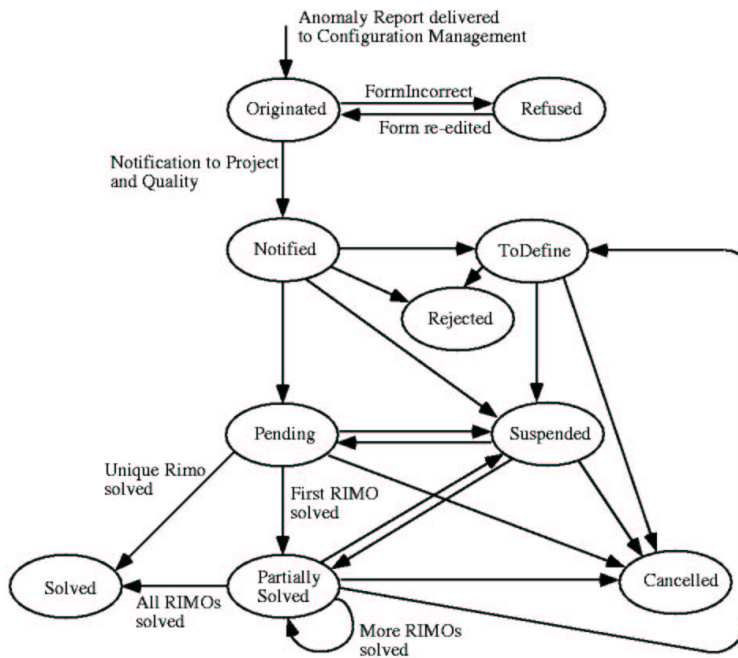 Anomaly Report delivered
to Configuration Management
FormIncorrect
Originated
Refused
Form re-edited
Notification to Project
and Quality
Notified
ToDefine
Rejected
Pending
Suspended
Unique Rimo
solved
First RIMO
solved
Solved
All RIMOs
solved
Partially
Solved
Cancelled
More RIMOs
solved